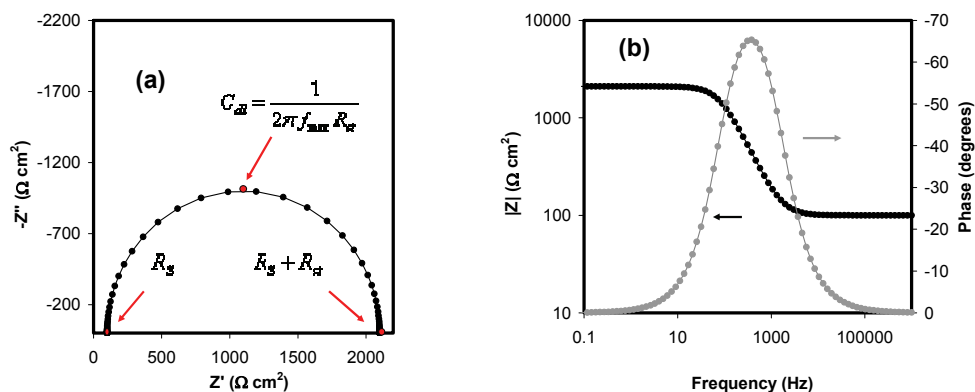 (a)
-2200
-1700
-1200
-700
-200
-Z'' (Ω cm²)
C_dl = 1 / (2π f_max R_ct)
R_S
R_S + R_ct
0 500 1000 1500 2000
Z' (Ω cm²)
(b)
10000
1000
100
10
|Z| (Ω cm²)
-70
-60
-50
-40
-30
-20
-10
0
Phase (degrees)
0.1 10 1000 100000
Frequency (Hz)